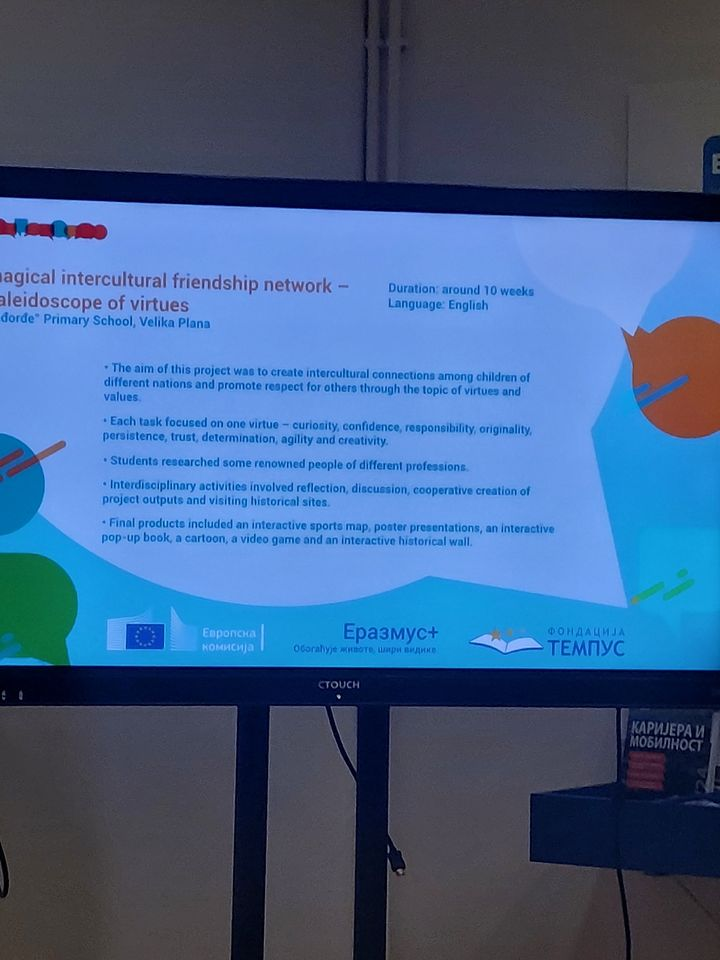 intercultural friendship network –
of virtues
Primary School, Velika Plana
Duration: around 10 weeks
Language: English
• The aim of this project was to create intercultural connections among children of
different nations and promote respect for others through the topic of virtues and
values.
• Each task focused on one virtue – curiosity, confidence, responsibility, originality,
persistence, trust, determination, agility and creativity.
• Students researched some renowned people of different professions.
• Interdisciplinary activities involved reflection, discussion, cooperative creation of
project outputs and visiting historical sites.
• Final products included an interactive sports map, poster presentations, an interactive
pop-up book, a cartoon, a video game and an interactive historical wall.
Европска
комисија
Еразмус+
Обогаћује животе, шири видике.
ФОНДАЦИЈА
ТЕМПУС
CTOUCH
КАРИЈЕРА И
МОБИЛНОСТ